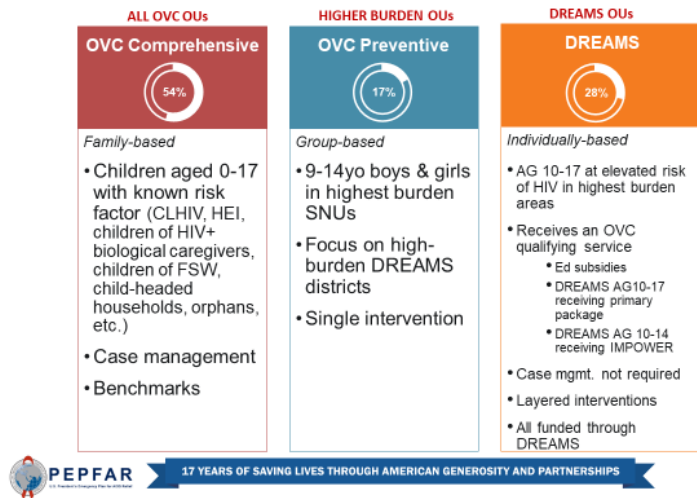 ALL OVC OUs
OVC Comprehensive
54%
Family-based
• Children aged 0-17
with known risk
factor (CLHIV, HEI,
children of HIV+
biological caregivers,
children of FSW,
child-headed
households, orphans,
etc.)
• Case management
• Benchmarks
HIGHER BURDEN OUs
OVC Preventive
17%
Group-based
• 9-14yo boys & girls
in highest burden
SNUs
• Focus on high-
burden DREAMS
districts
• Single intervention
DREAMS OUs
DREAMS
28%
Individually-based
• AG 10-17 at elevated risk
of HIV in highest burden
areas
• Receives an OVC
qualifying service
• Ed subsidies
• DREAMS AG10-17
receiving primary
package
• DREAMS AG 10-14
receiving IMPOWER
• Case mgmt. not required
• Layered interventions
• All funded through
DREAMS
PEPFAR
U.S. President's Emergency Plan for AIDS Relief
17 YEARS OF SAVING LIVES THROUGH AMERICAN GENEROSITY AND PARTNERSHIPS